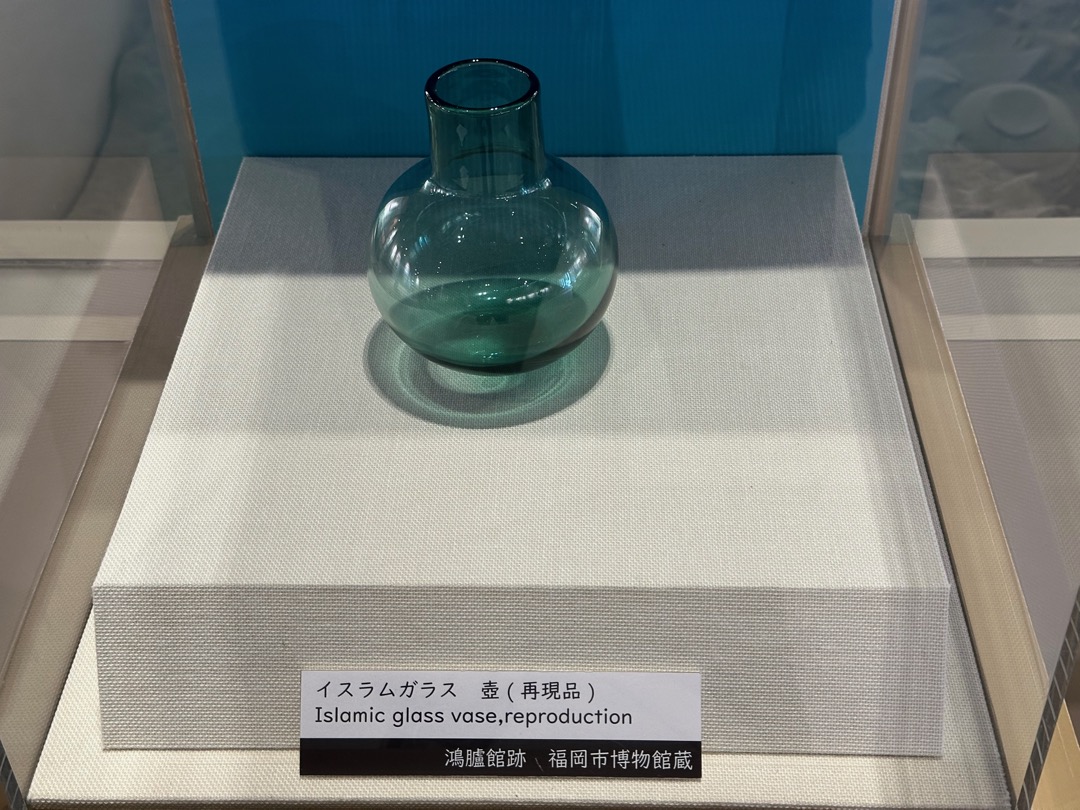 イスラムガラス　壺 ( 再現品 )
Islamic glass vase,reproduction
鴻臚館跡、福岡市博物館蔵